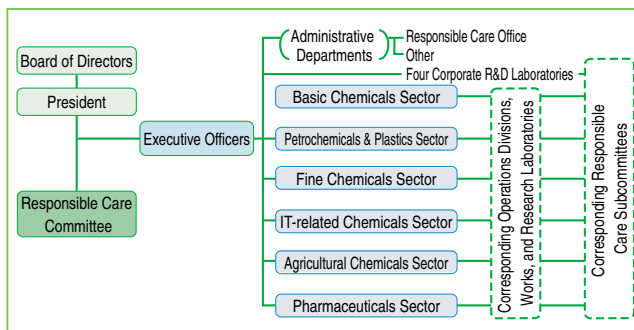 Board of Directors
President
Responsible Care
Committee
Executive Officers
Administrative
Departments
Responsible Care Office
Other
Four Corporate R&D Laboratories
Basic Chemicals Sector
Petrochemicals & Plastics Sector
Fine Chemicals Sector
IT-related Chemicals Sector
Agricultural Chemicals Sector
Pharmaceuticals Sector
Corresponding Operations Divisions,
Works, and Research Laboratories
Corresponding Responsible
Care Subcommittees